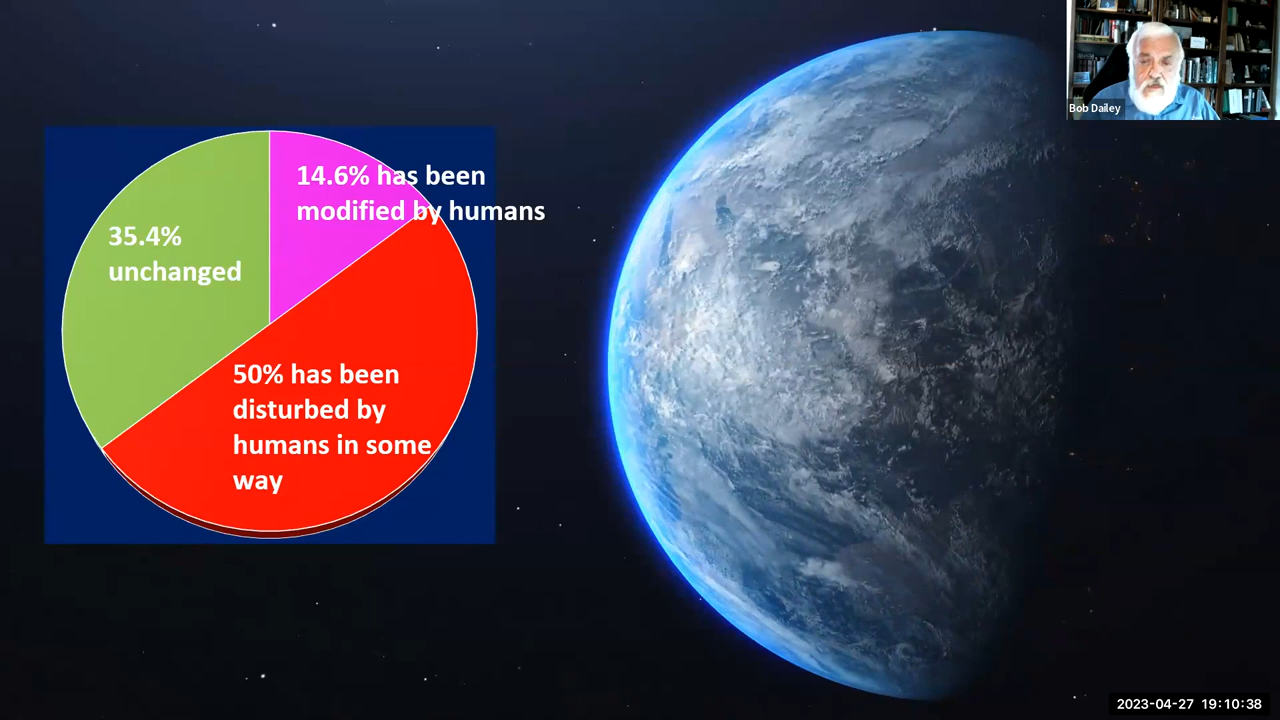 14.6% has been
modified by humans
35.4%
unchanged
50% has been
disturbed by
humans in some
way
Bob Dailey
2023-04-27 19:10:38